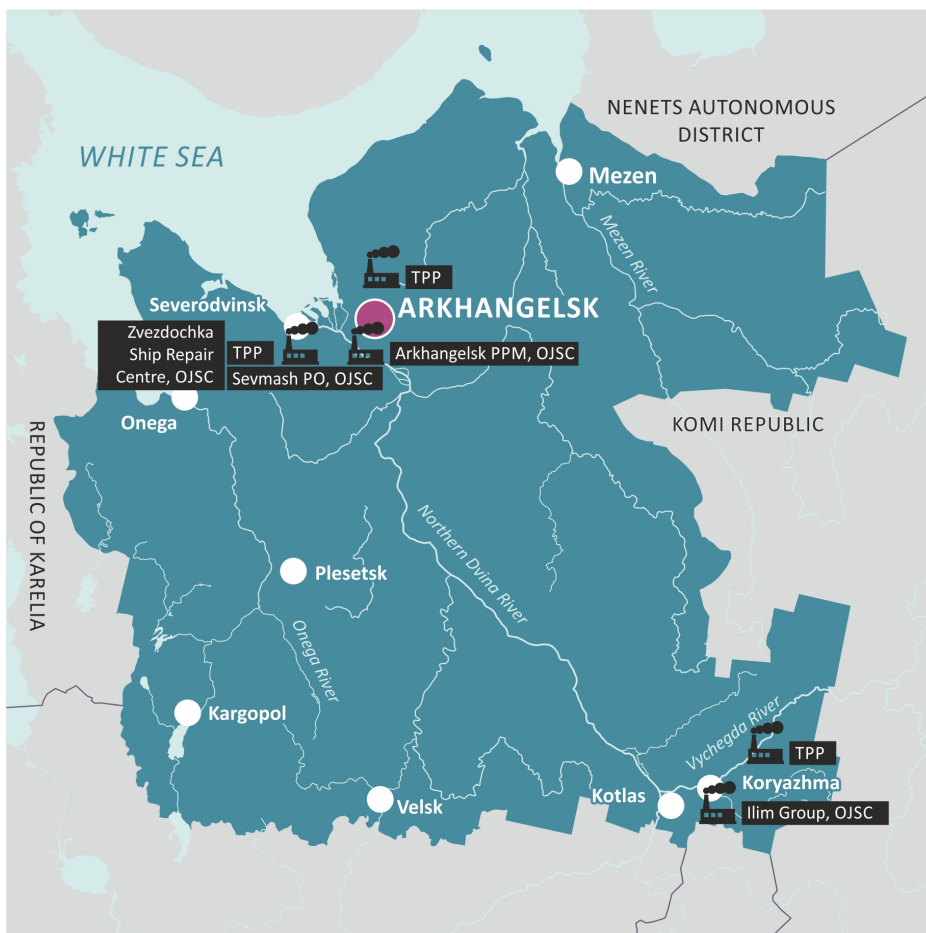 NENETS AUTONOMOUS
DISTRICT
WHITE SEA
Mezen
Mezen River
TPP
Severodvinsk
ARKHANGELSK
Zvezdochka
Ship Repair
Centre, OJSC
TPP
Sevmash PO, OJSC
Arkhangelsk PPM, OJSC
Onega
KOMI REPUBLIC
REPUBLIC OF KARELIA
Northern Dvina River
Plesetsk
Onega River
Kargopol
Vychegda River
TPP
Koryazhma
Kotlas
Velsk
Ilim Group, OJSC